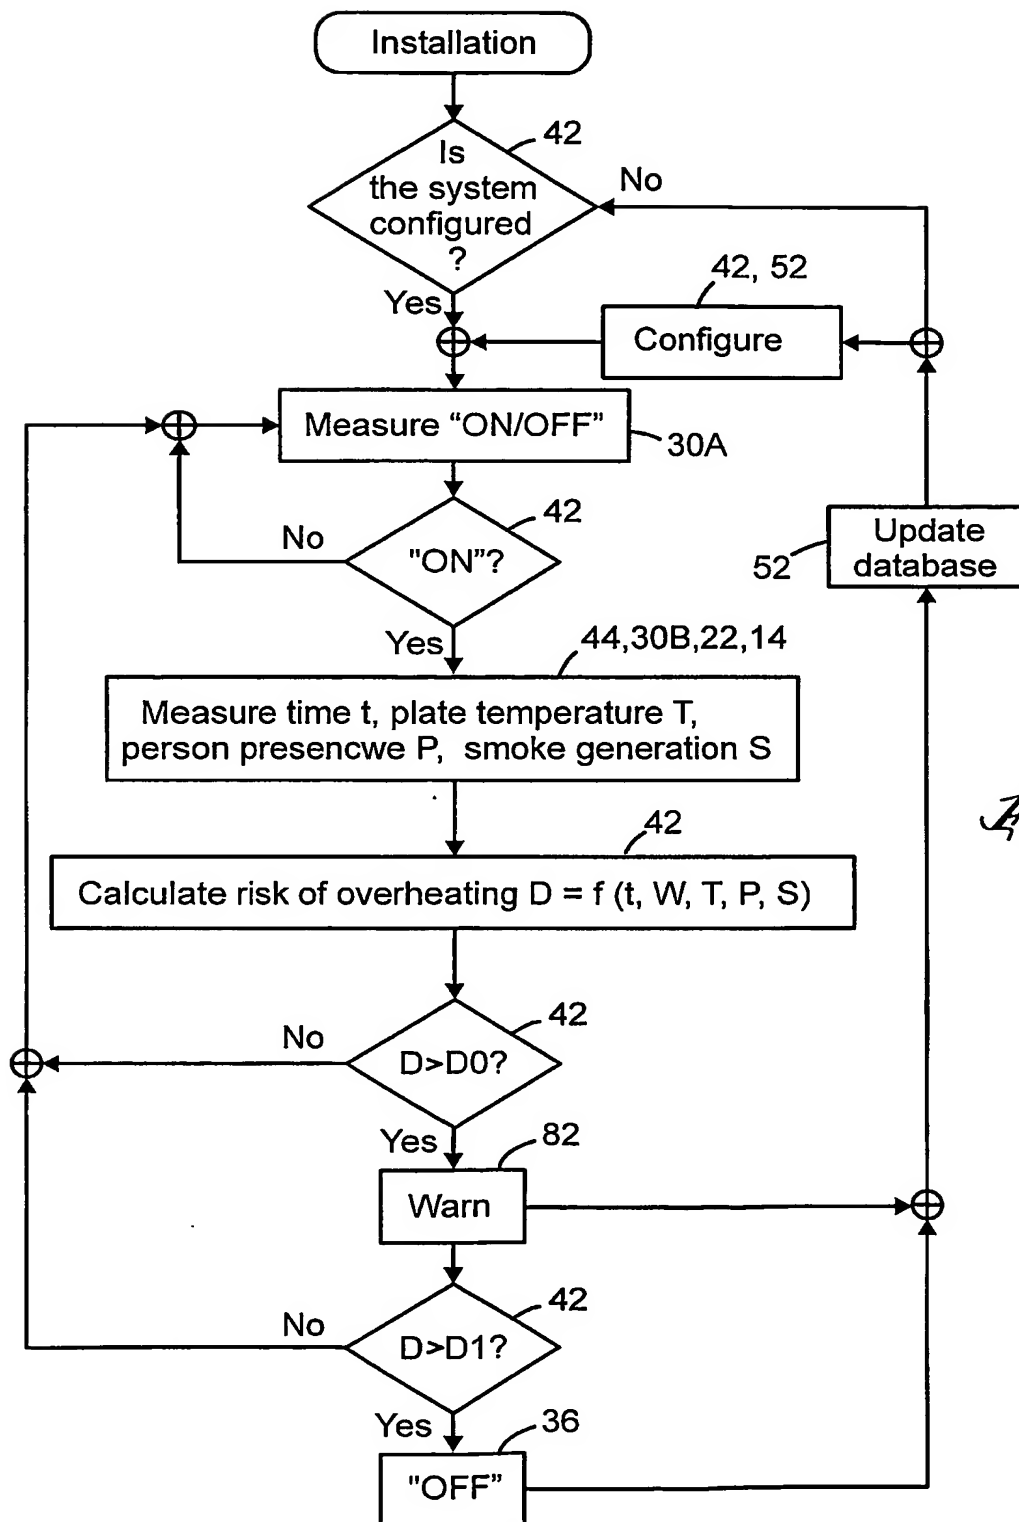 Installation
42
Is
the system
configured
?
No
Yes
42, 52
Configure
Measure “ON/OFF”
30A
42
"ON"?
No
Yes
52
Update
database
44,30B,22,14
Measure time t, plate temperature T,
person presencwe P, smoke generation S
42
Calculate risk of overheating D = f (t, W, T, P, S)
42
No
D>D0?
Yes
82
Warn
42
No
D>D1?
Yes
36
"OFF"